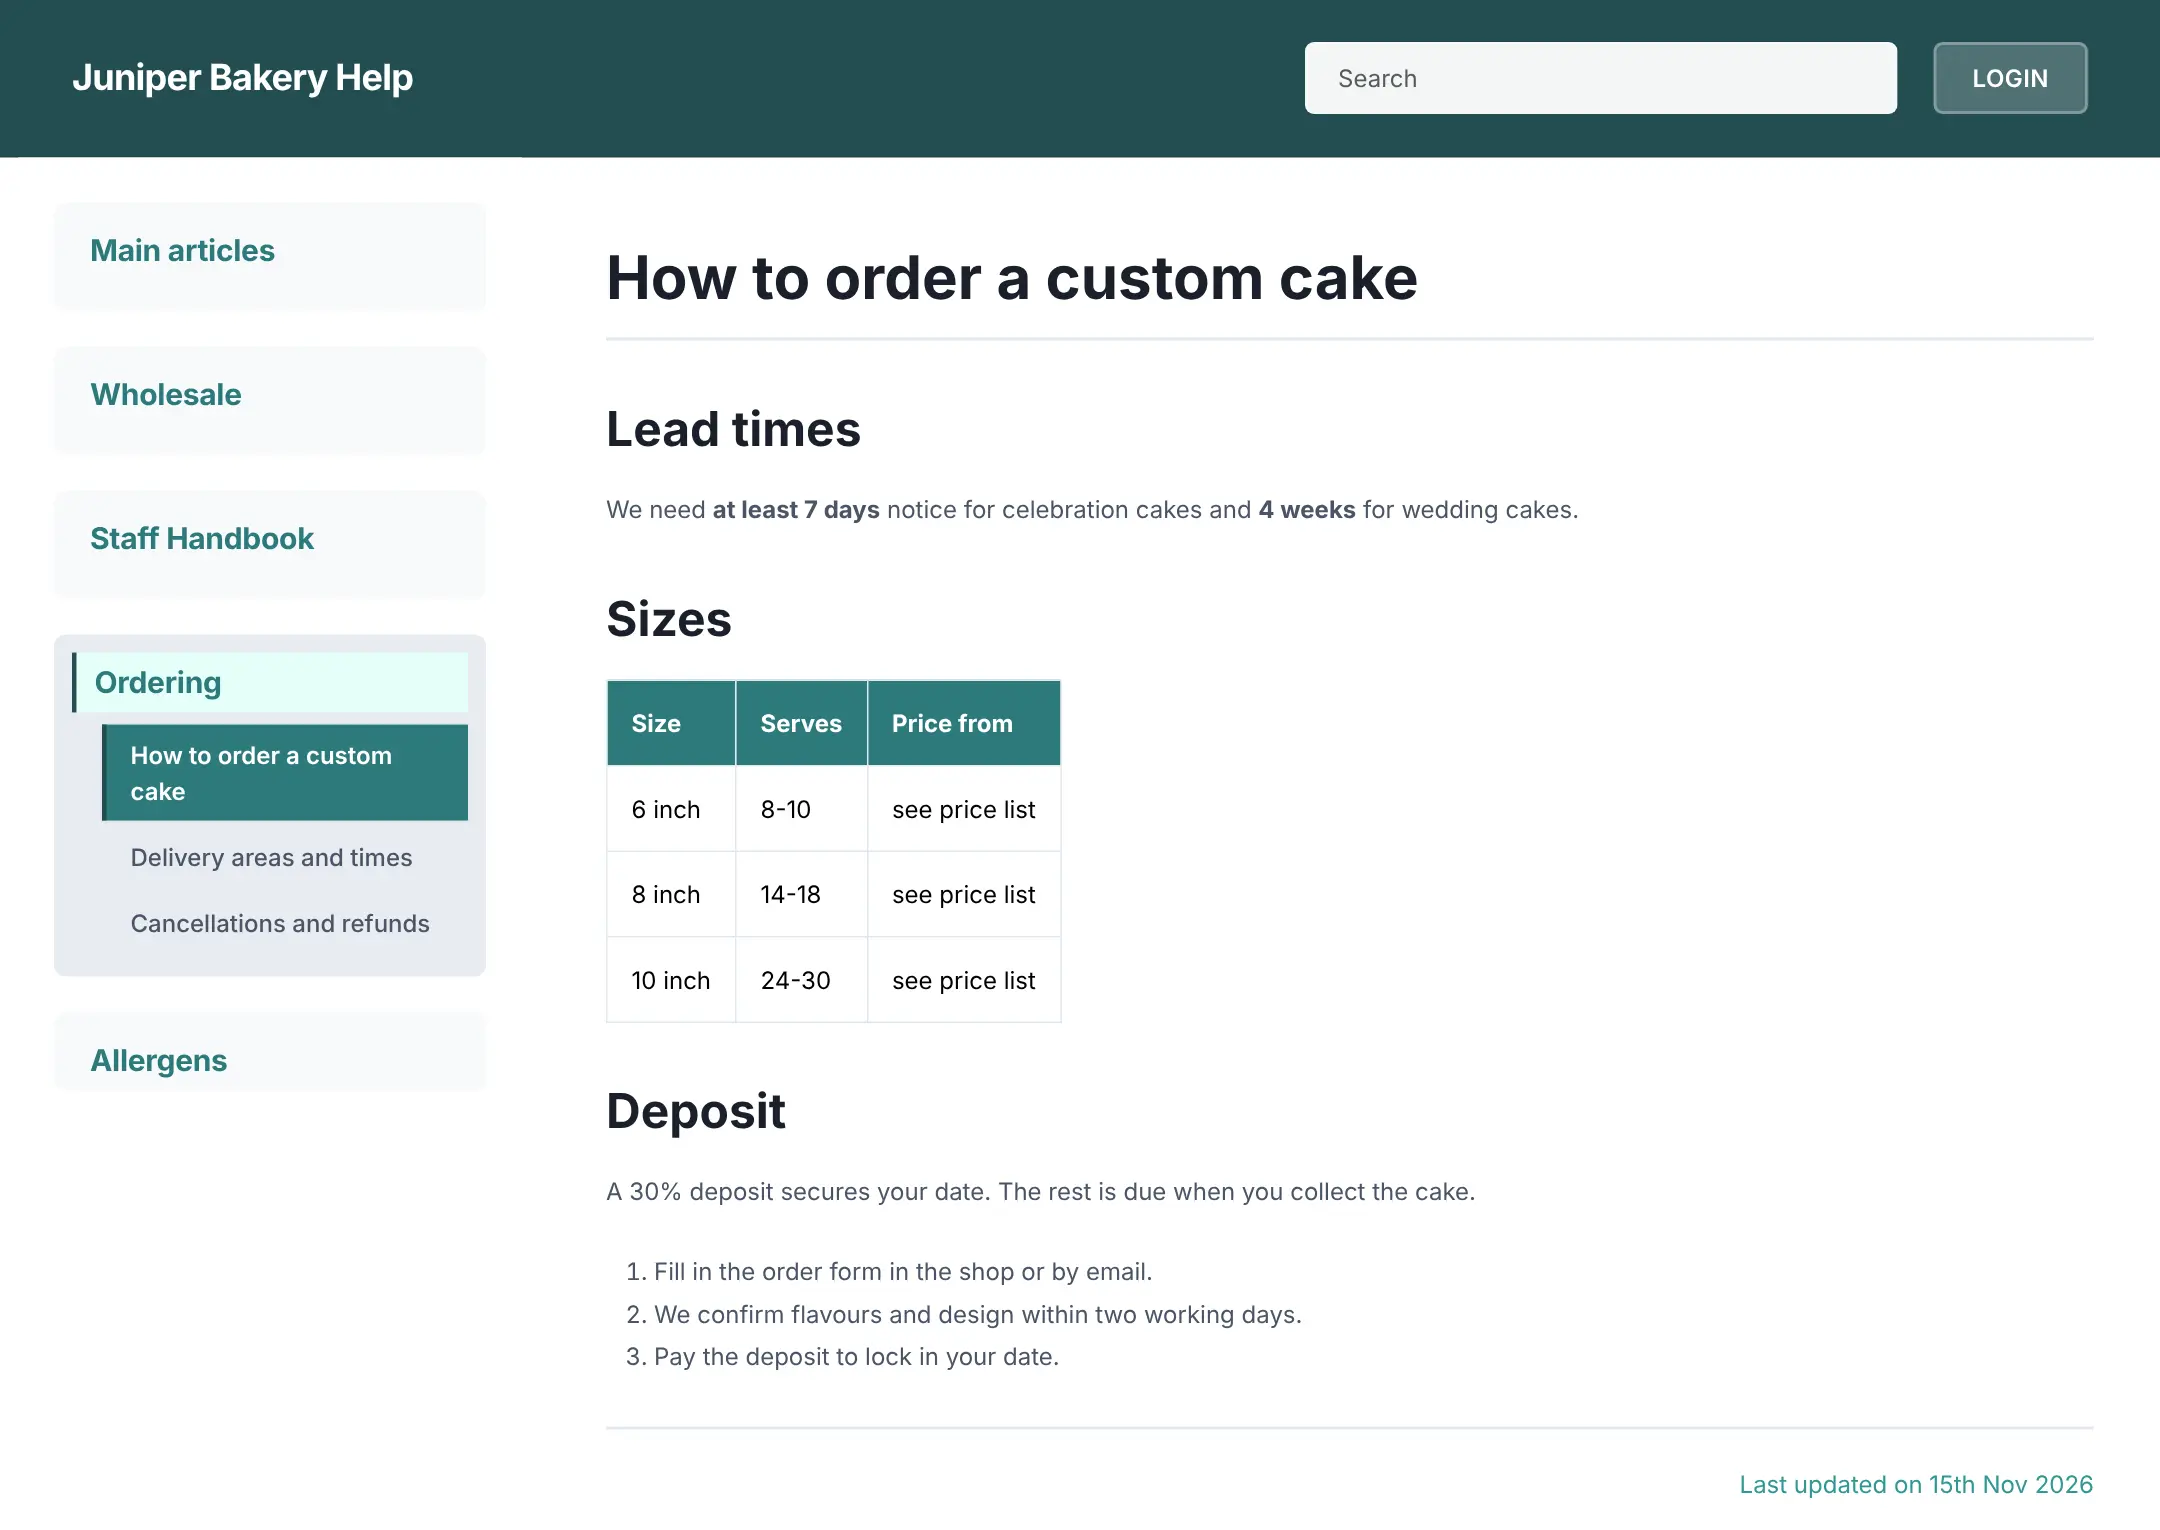 Juniper Bakery Help
Search
LOGIN
Main articles
Wholesale
Staff Handbook
Ordering
How to order a custom
cake
Delivery areas and times
Cancellations and refunds
Allergens
How to order a custom cake
Lead times
We need at least 7 days notice for celebration cakes and 4 weeks for wedding cakes.
Sizes
Size Serves Price from
6 inch 8-10 see price list
8 inch 14-18 see price list
10 inch 24-30 see price list
Deposit
A 30% deposit secures your date. The rest is due when you collect the cake.
1. Fill in the order form in the shop or by email.
2. We confirm flavours and design within two working days.
3. Pay the deposit to lock in your date.
Last updated on 15th Nov 2026